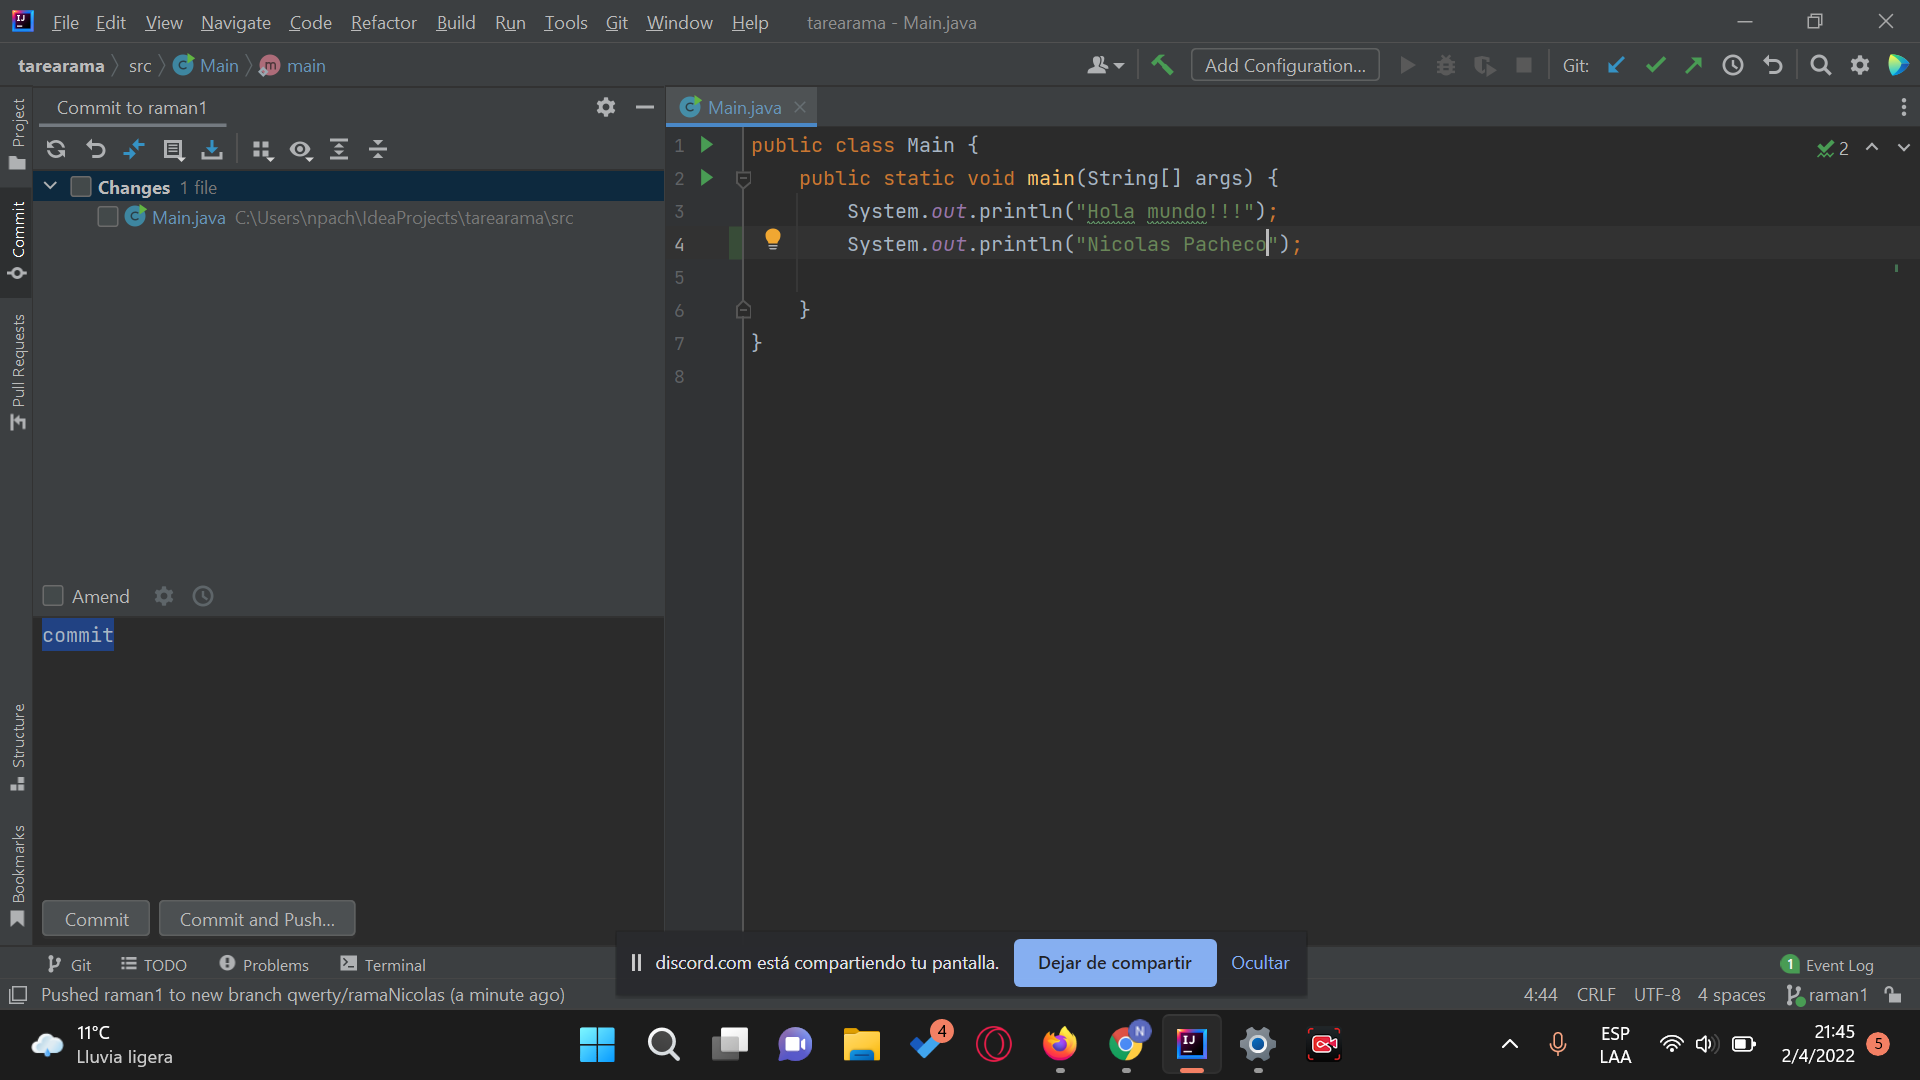 File Edit View Navigate Code Refactor Build Run Tools Git Window Help tarearama - Main.java
tarearama src Main main Add Configuration... Git:
Project
Commit
Pull Requests
Structure
Bookmarks
Commit to raman1
Changes 1 file
Main.java C:\Users\npach\IdeaProjects\tarearama\src
Amend
commit
Commit Commit and Push...
Main.java
1 public class Main {
2 public static void main(String[] args) {
3 System.out.println("Hola mundo!!!");
4 System.out.println("Nicolas Pacheco");
5
6 }
7 }
8
2
Git TODO Problems Terminal
discord.com está compartiendo tu pantalla. Dejar de compartir Ocultar
1 Event Log
Pushed raman1 to new branch qwerty/ramaNicolas (a minute ago)
4:44 CRLF UTF-8 4 spaces raman1
11°C
Lluvia ligera
4
N
IJ
ESP
LAA
21:45
2/4/2022
5